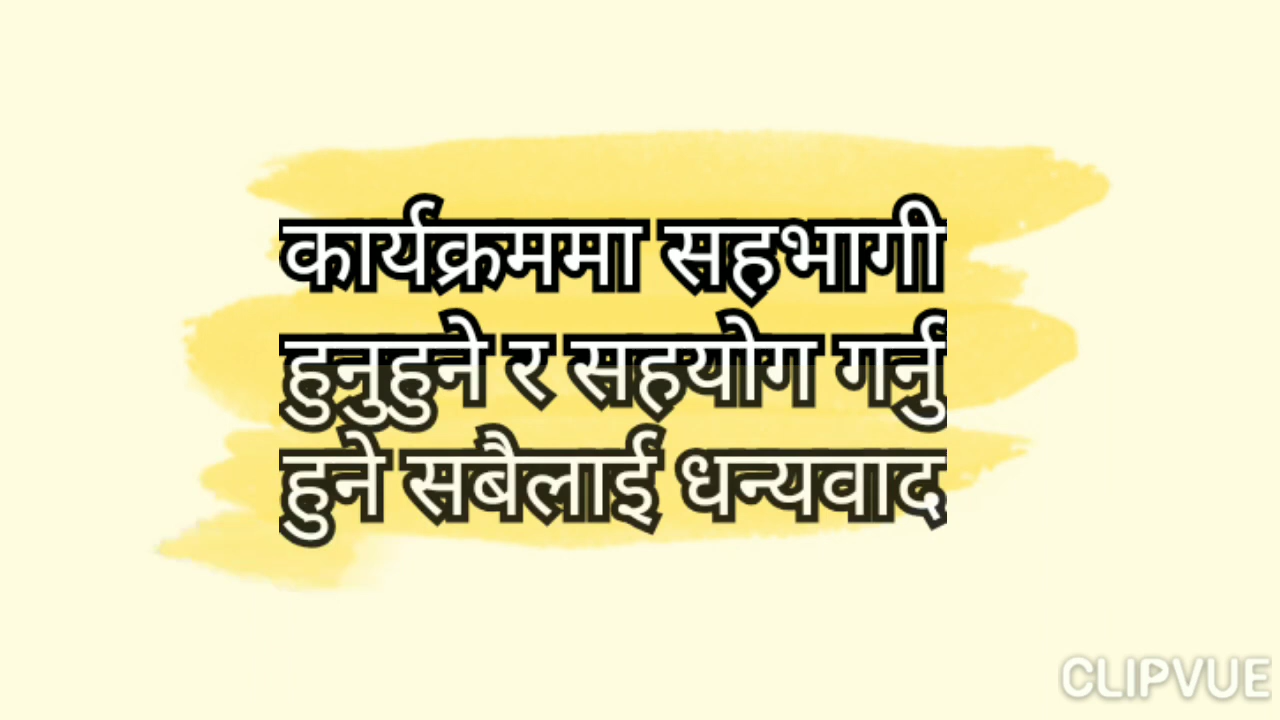 कार्यक्रममा सहभागी
हुनुहुने र सहयोग गर्नु
हुने सबैलाई धन्यवाद
CLIPVUE